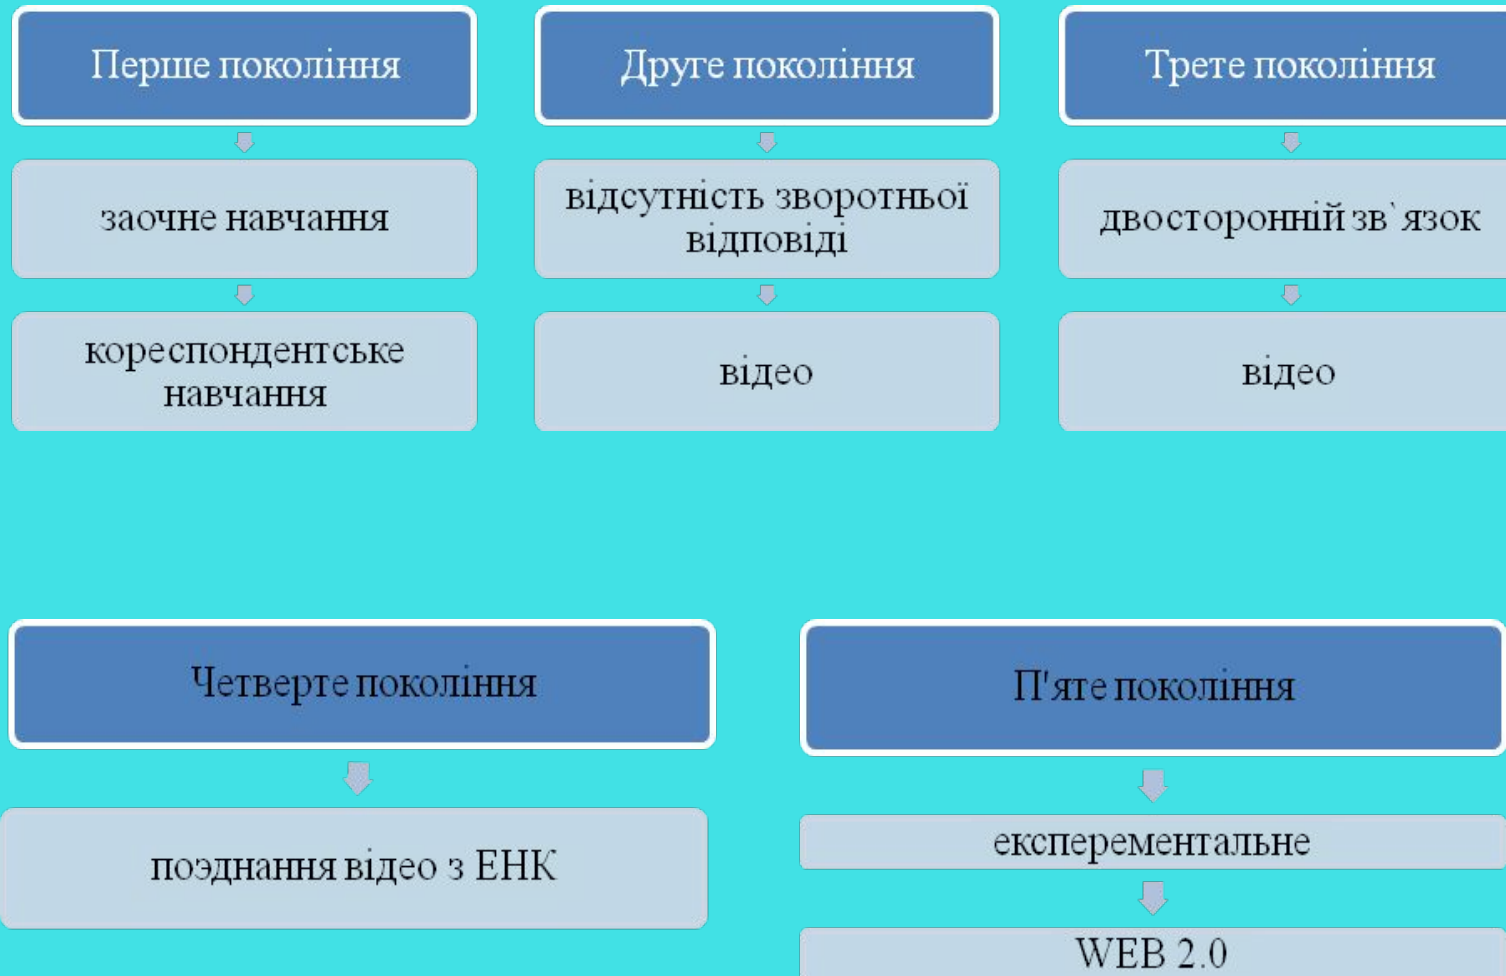 Перше покоління
заочне навчання
кореспондентське
навчання
Друге покоління
відсутність зворотньої
відповіді
відео
Трете покоління
двосторонній зв`язок
відео
Четверте покоління
поэднання відео з ЕНК
П'яте покоління
експерементальне
WEB 2.0